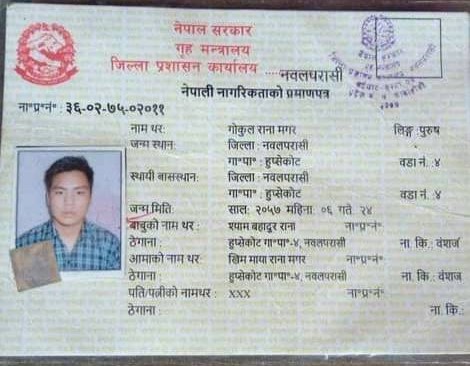 नेपाल सरकार
गृह मन्त्रालय
जिल्ला प्रशासन कार्यालय .....नवलपरासी
नेपाली नागरिकताको प्रमाणपत्र
ना॰प्र॰नं॰ : ३६-०२-७५-०२०११
नाम थर: गोकुल राना मगर लिङ्ग :पुरुष
जन्म स्थान: जिल्ला : नवलपरासी
गा॰पा॰ : हुप्सेकोट वडा नं. :४
स्थायी बासस्थान: जिल्ला : नवलपरासी
गा॰पा॰ : हुप्सेकोट वडा नं. :४
जन्म मिति: साल: २०५७ महिना: ०६ गते २४
बाबुको नाम थर : श्याम बहादुर राना ना॰प्र॰नं॰
ठेगाना : हुप्सेकोट गा॰पा॰-४, नवलपरासी ना. कि.: वंशज
आमाको नाम थर : खिम माया राना मगर ना॰प्र॰नं॰
ठेगाना : हुप्सेकोट गा॰पा॰-४, नवलपरासी ना. कि.: वंशज
पति/पत्नीको नामथर : xxx ना॰प्र॰नं॰
ठेगाना : ना. कि.: